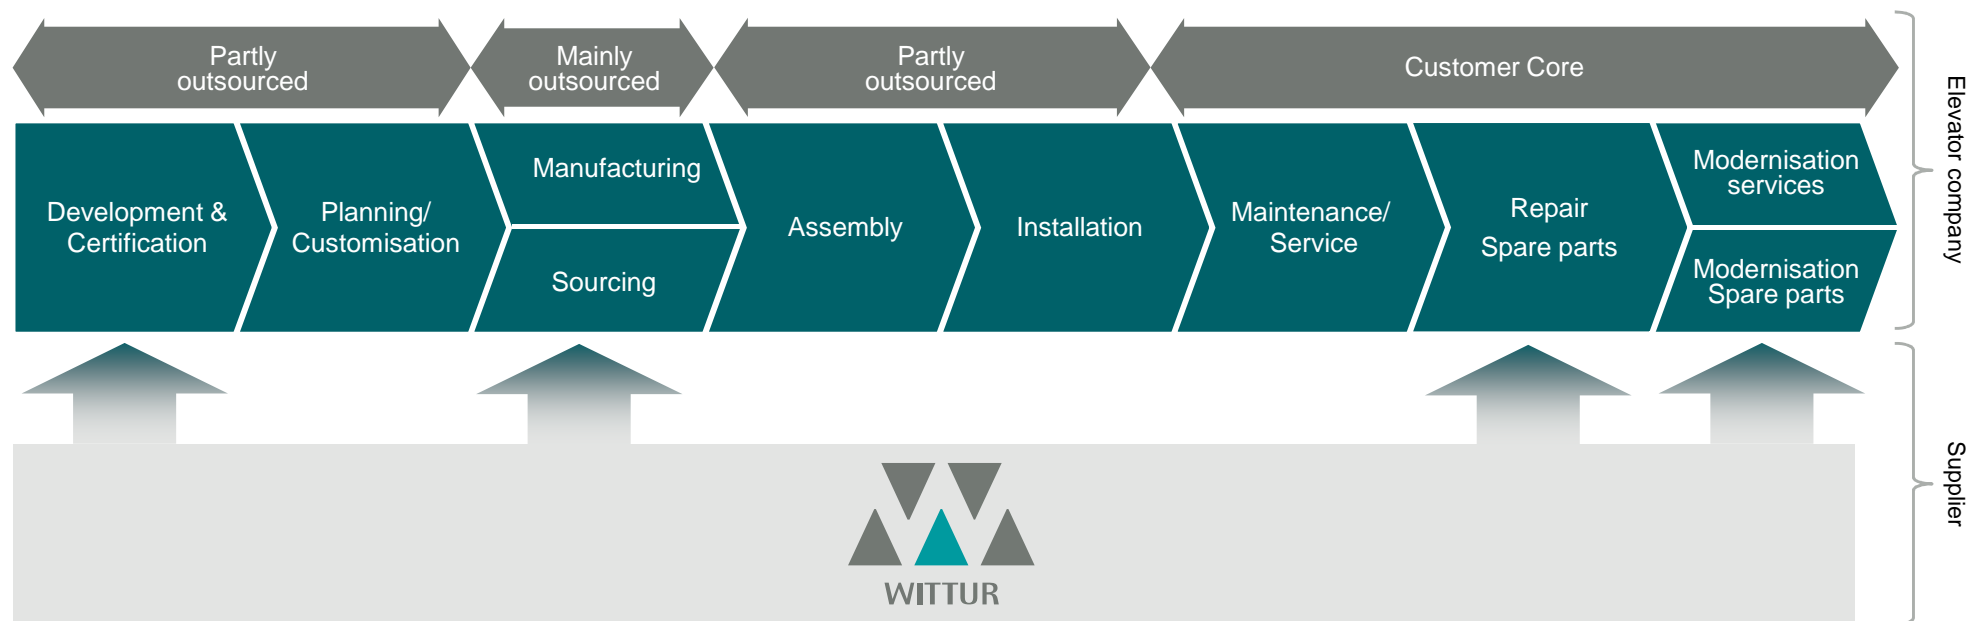 Partly
outsourced
Mainly
outsourced
Partly
outsourced
Customer Core
Elevator company
Development &
Certification
Planning/
Customisation
Manufacturing
Sourcing
Assembly
Installation
Maintenance/
Service
Repair
Spare parts
Modernisation
services
Modernisation
Spare parts
Supplier
WITTUR